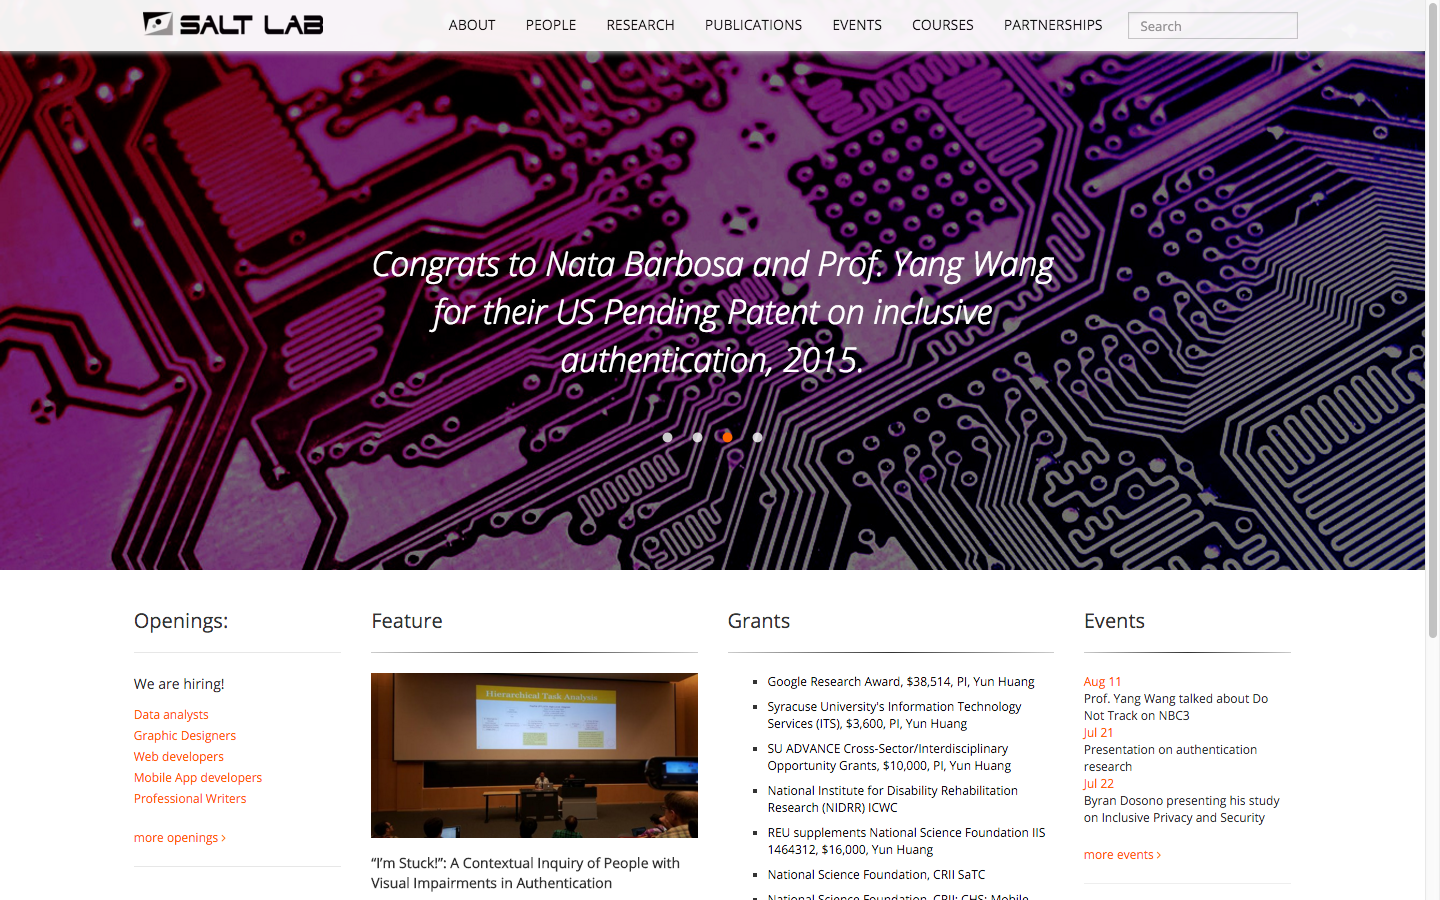 SALT LAB
ABOUT
PEOPLE
RESEARCH
PUBLICATIONS
EVENTS
COURSES
PARTNERSHIPS
Search
Congrats to Nata Barbosa and Prof. Yang Wang
for their US Pending Patent on inclusive
authentication, 2015.
Openings:
We are hiring!
Data analysts
Graphic Designers
Web developers
Mobile App developers
Professional Writers
more openings ›
Feature
Hierarchical Task Analysis
“I’m Stuck!”: A Contextual Inquiry of People with
Visual Impairments in Authentication
Grants
Google Research Award, $38,514, PI, Yun Huang
Syracuse University's Information Technology
Services (ITS), $3,600, PI, Yun Huang
SU ADVANCE Cross-Sector/Interdisciplinary
Opportunity Grants, $10,000, PI, Yun Huang
National Institute for Disability Rehabilitation
Research (NIDRR) ICWC
REU supplements National Science Foundation IIS
1464312, $16,000, Yun Huang
National Science Foundation, CRII SaTC
National Science Foundation, CRII: CHS: Mobile
Events
Aug 11
Prof. Yang Wang talked about Do
Not Track on NBC3
Jul 21
Presentation on authentication
research
Jul 22
Byran Dosono presenting his study
on Inclusive Privacy and Security
more events ›